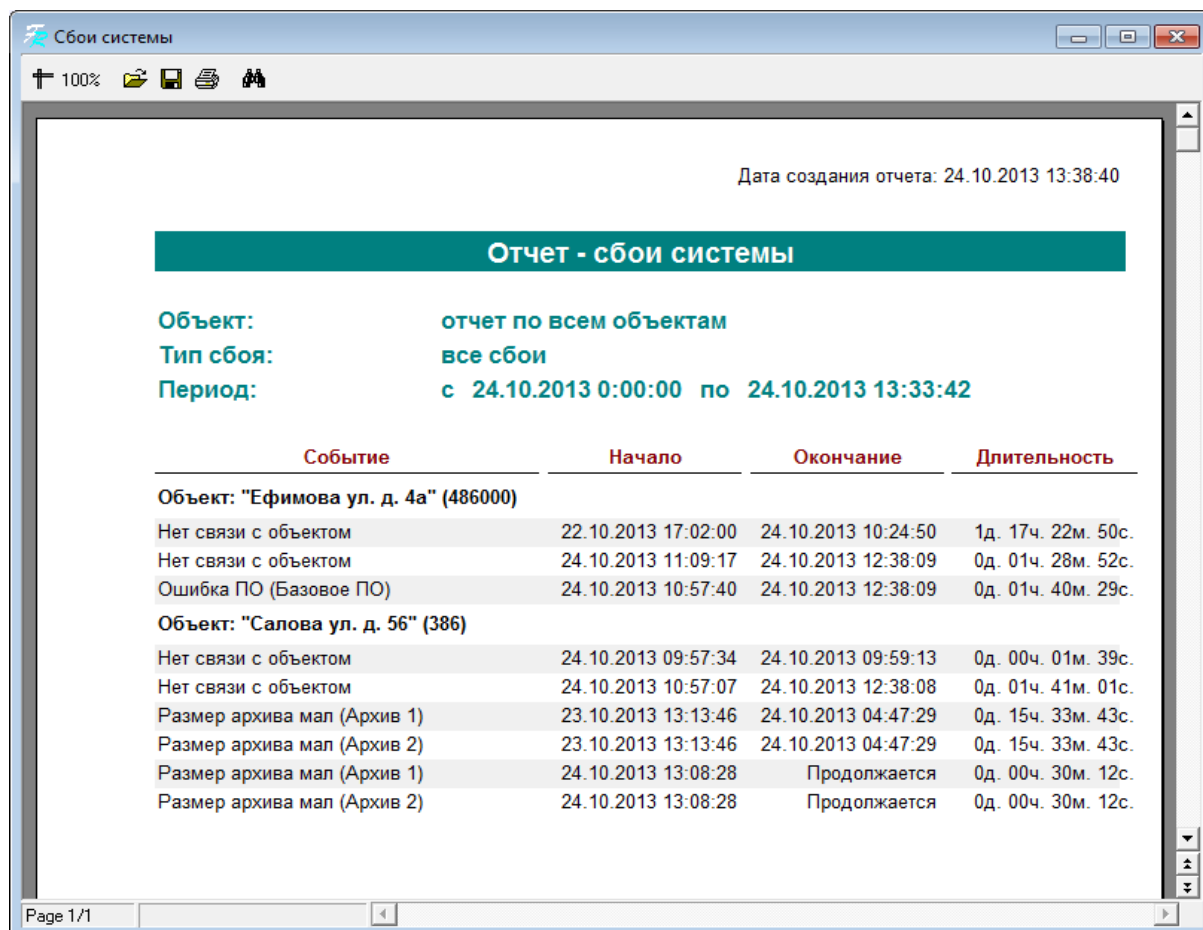 Сбои системы
100%
Дата создания отчета: 24.10.2013 13:38:40
Отчет - сбои системы
Объект: отчет по всем объектам
Тип сбоя: все сбои
Период: с 24.10.2013 0:00:00 по 24.10.2013 13:33:42
Событие Начало Окончание Длительность
Объект: "Ефимова ул. д. 4а" (486000)
Нет связи с объектом 22.10.2013 17:02:00 24.10.2013 10:24:50 1д. 17ч. 22м. 50с.
Нет связи с объектом 24.10.2013 11:09:17 24.10.2013 12:38:09 0д. 01ч. 28м. 52с.
Ошибка ПО (Базовое ПО) 24.10.2013 10:57:40 24.10.2013 12:38:09 0д. 01ч. 40м. 29с.
Объект: "Салова ул. д. 56" (386)
Нет связи с объектом 24.10.2013 09:57:34 24.10.2013 09:59:13 0д. 00ч. 01м. 39с.
Нет связи с объектом 24.10.2013 10:57:07 24.10.2013 12:38:08 0д. 01ч. 41м. 01с.
Размер архива мал (Архив 1) 23.10.2013 13:13:46 24.10.2013 04:47:29 0д. 15ч. 33м. 43с.
Размер архива мал (Архив 2) 23.10.2013 13:13:46 24.10.2013 04:47:29 0д. 15ч. 33м. 43с.
Размер архива мал (Архив 1) 24.10.2013 13:08:28 Продолжается 0д. 00ч. 30м. 12с.
Размер архива мал (Архив 2) 24.10.2013 13:08:28 Продолжается 0д. 00ч. 30м. 12с.
Page 1/1